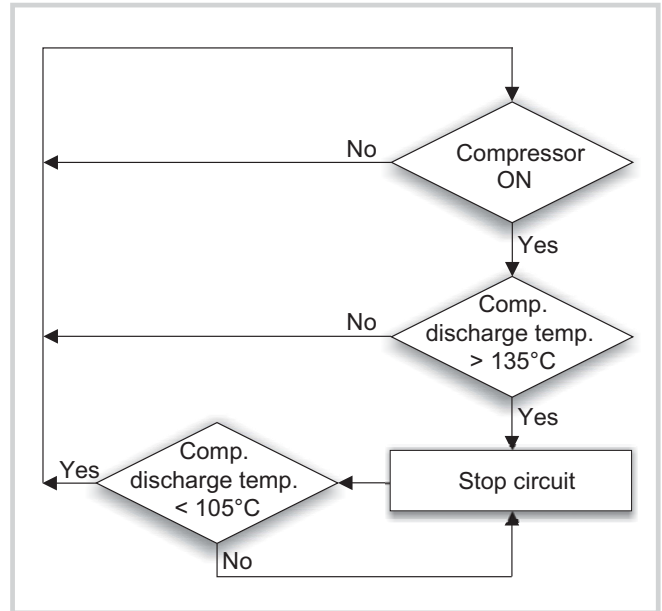 No
Compressor
ON
Yes
No
Comp.
discharge temp.
> 135°C
Yes
Yes
Comp.
discharge temp.
< 105°C
Stop circuit
No